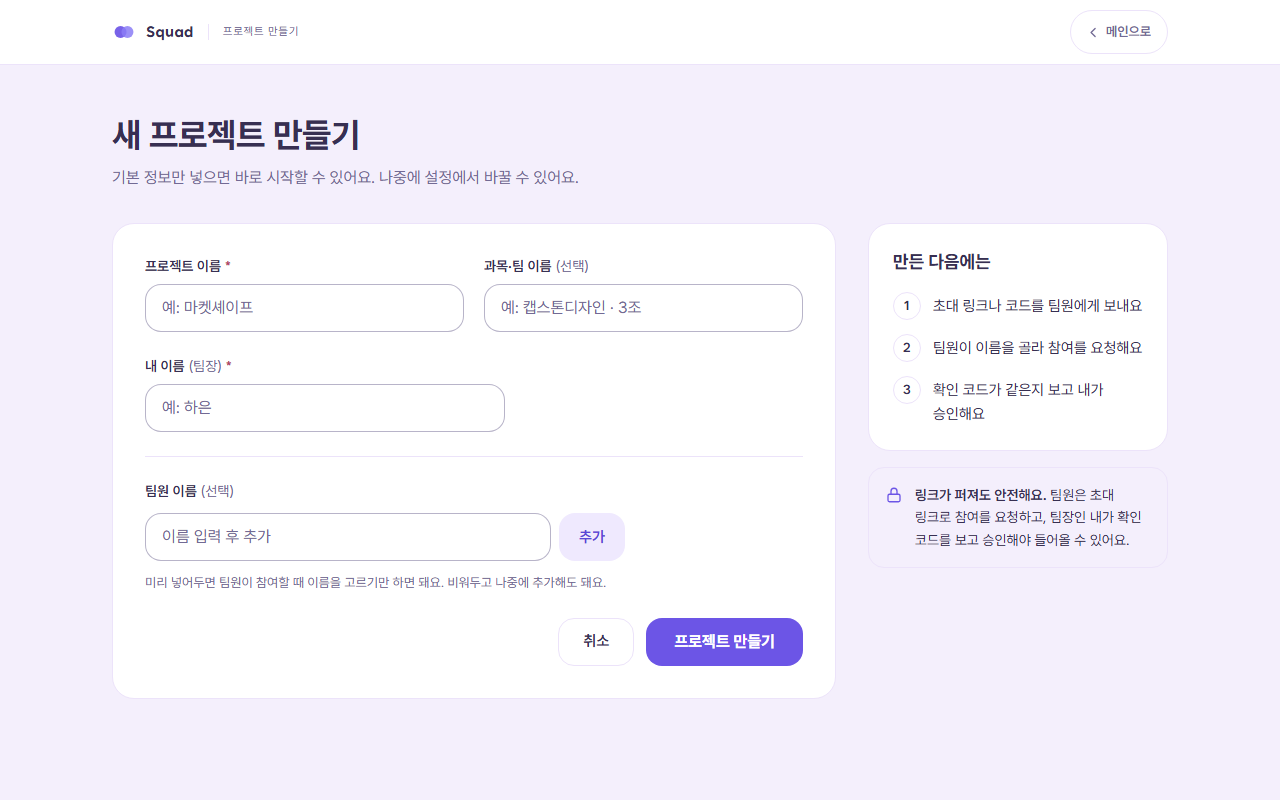 Squad
프로젝트 만들기
메인으로
새 프로젝트 만들기
기본 정보만 넣으면 바로 시작할 수 있어요. 나중에 설정에서 바꿀 수 있어요.
프로젝트 이름 *
예: 마켓셰이프
과목·팀 이름 (선택)
예: 캡스톤디자인 · 3조
내 이름 (팀장) *
예: 하은
팀원 이름 (선택)
이름 입력 후 추가
추가
미리 넣어두면 팀원이 참여할 때 이름을 고르기만 하면 돼요. 비워두고 나중에 추가해도 돼요.
취소
프로젝트 만들기
만든 다음에는
1 초대 링크나 코드를 팀원에게 보내요
2 팀원이 이름을 골라 참여를 요청해요
3 확인 코드가 같은지 보고 내가
승인해요
링크가 퍼져도 안전해요. 팀원은 초대
링크로 참여를 요청하고, 팀장인 내가 확인
코드를 보고 승인해야 들어올 수 있어요.